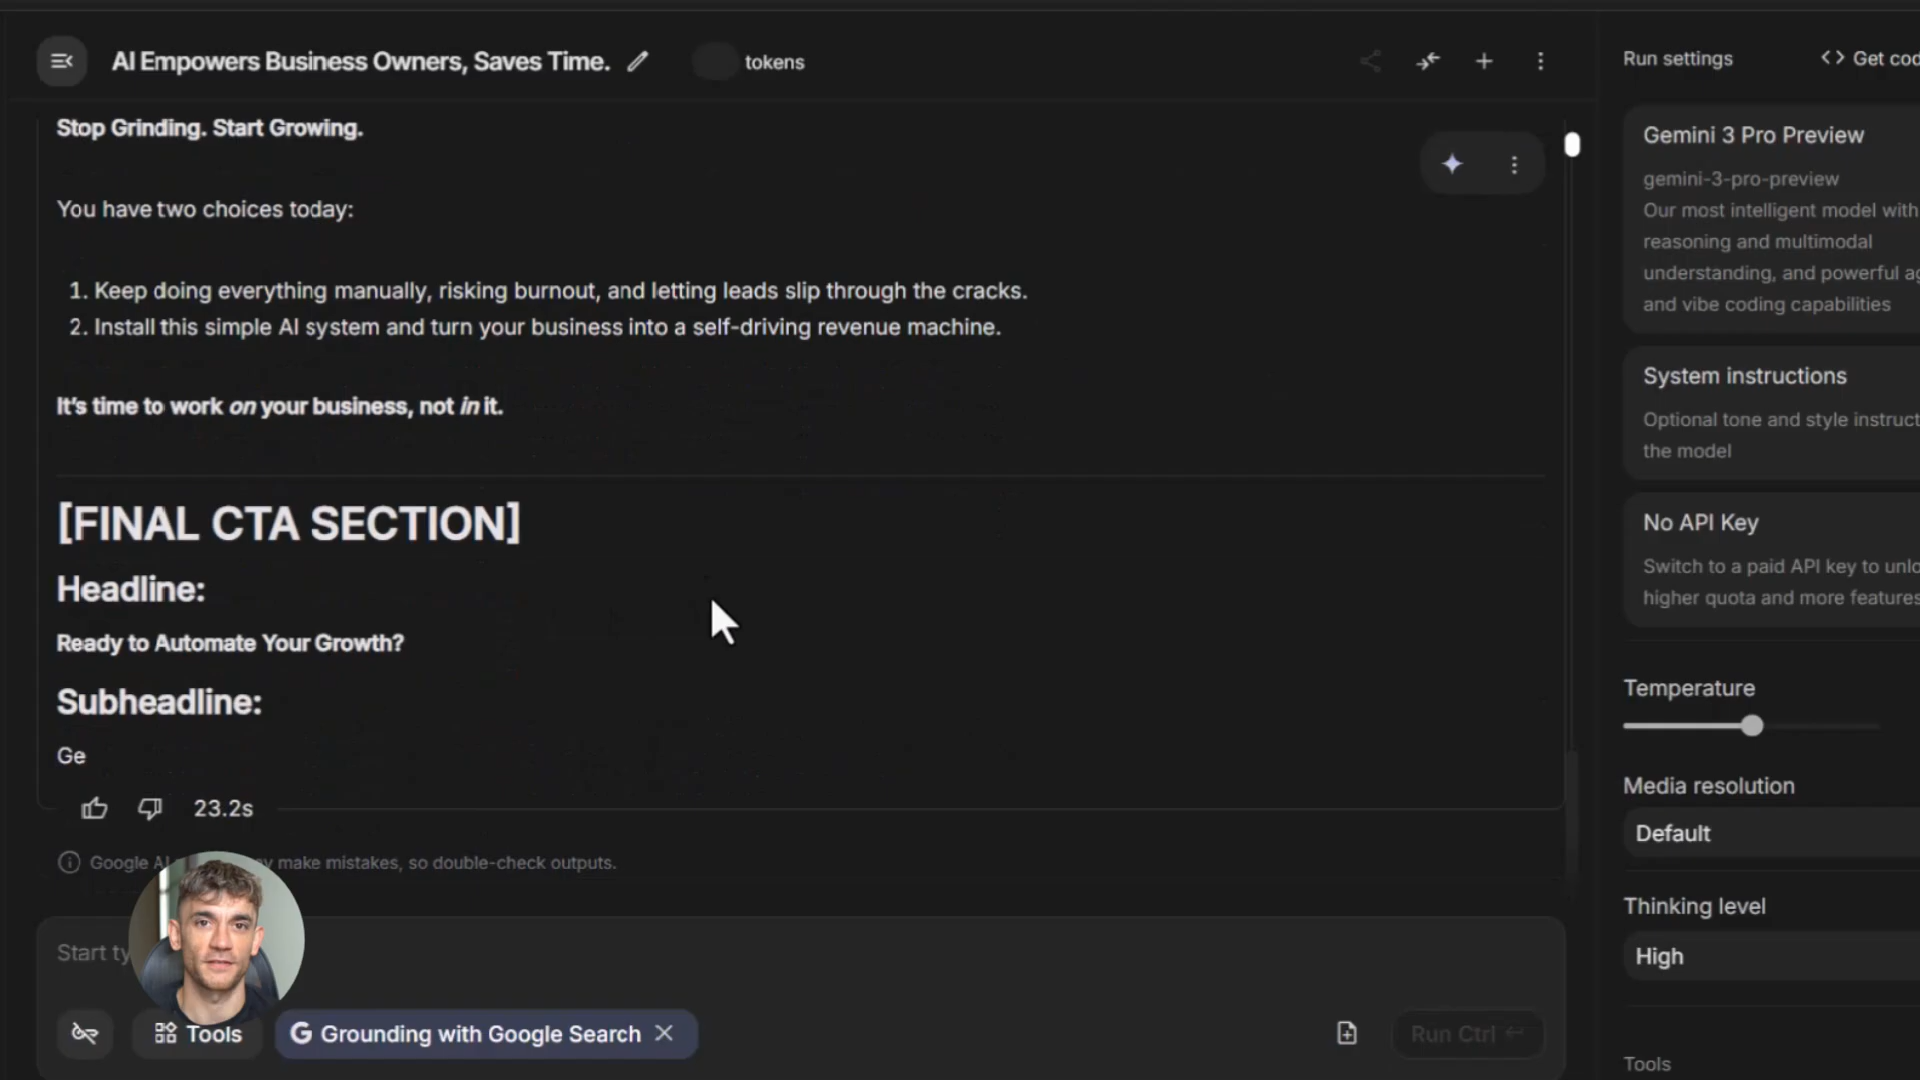 AI Empowers Business Owners, Saves Time.
tokens
Stop Grinding. Start Growing.
You have two choices today:
1. Keep doing everything manually, risking burnout, and letting leads slip through the cracks.
2. Install this simple AI system and turn your business into a self-driving revenue machine.
It's time to work on your business, not in it.
[FINAL CTA SECTION]
Headline:
Ready to Automate Your Growth?
Subheadline:
Ge
23.2s
Google make mistakes, so double-check outputs.
Start
Tools
G Grounding with Google Search
Run Ctrl
Run settings
<> Get
Gemini 3 Pro Preview
gemini-3-pro-preview
Our most intelligent model with
reasoning and multimodal
understanding, and powerful
and vibe coding capabilities
System instructions
Optional tone and style
the model
No API Key
Switch to a paid API key to
higher quota and more features
Temperature
Media resolution
Default
Thinking level
High
Tools